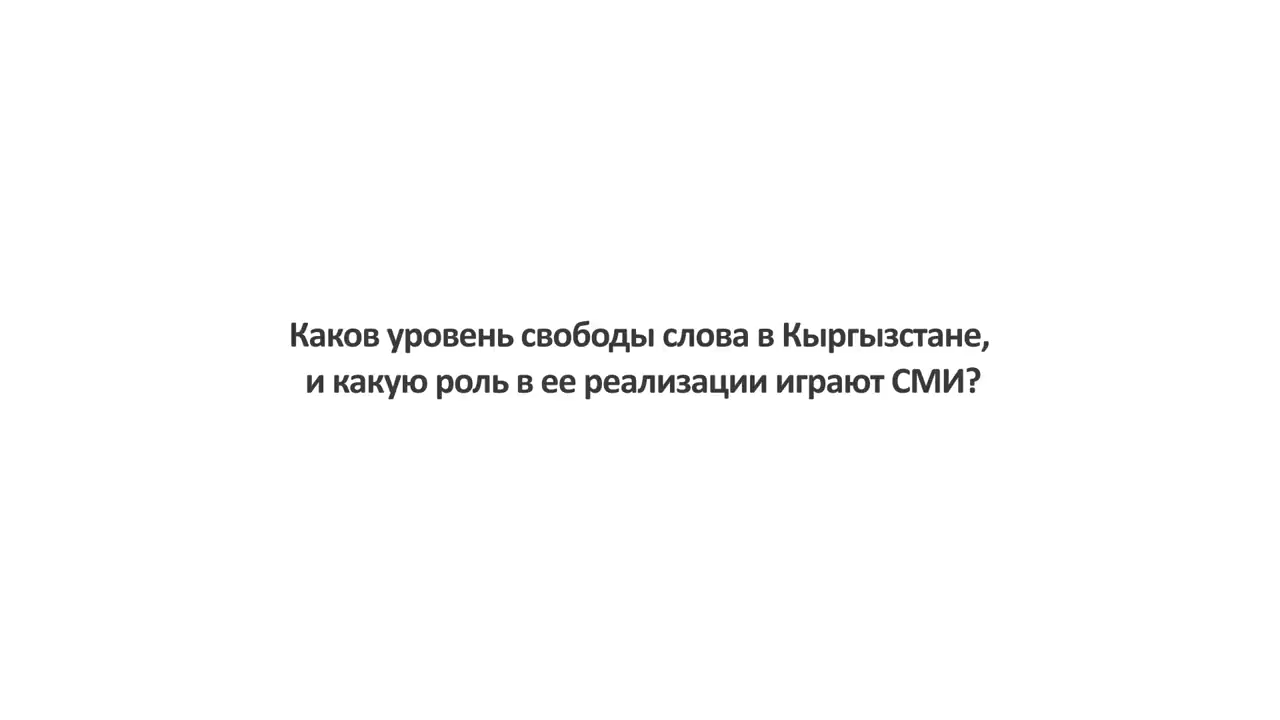 Каков уровень свободы слова в Кыргызстане,
и какую роль в ее реализации играют СМИ?